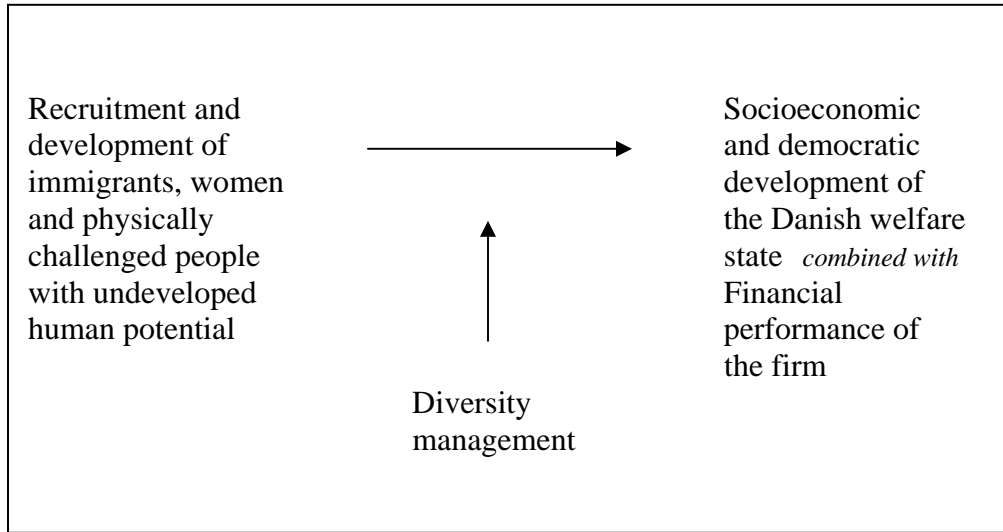 Recruitment and
development of
immigrants, women
and physically
challenged people
with undeveloped
human potential
Socioeconomic
and democratic
development of
the Danish welfare
state combined with
Financial
performance of
the firm
Diversity
management